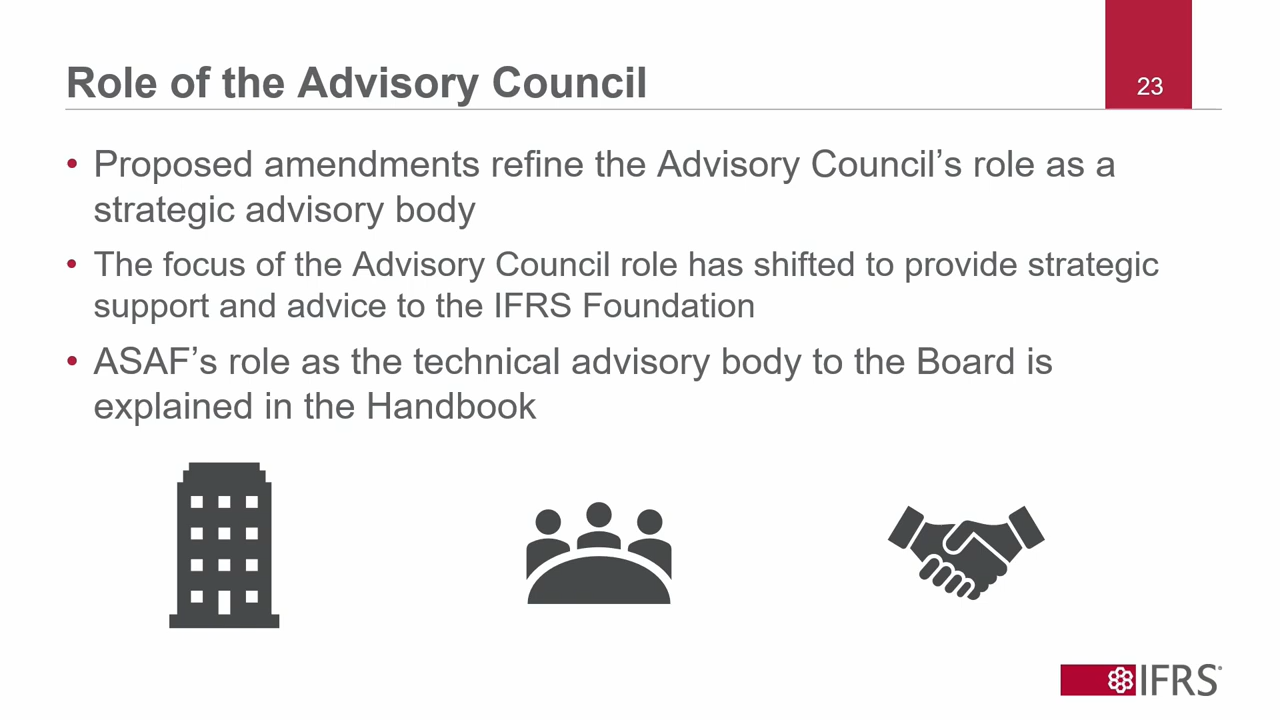 Role of the Advisory Council
23
• Proposed amendments refine the Advisory Council’s role as a
strategic advisory body
• The focus of the Advisory Council role has shifted to provide strategic
support and advice to the IFRS Foundation
• ASAF’s role as the technical advisory body to the Board is
explained in the Handbook
IFRS®